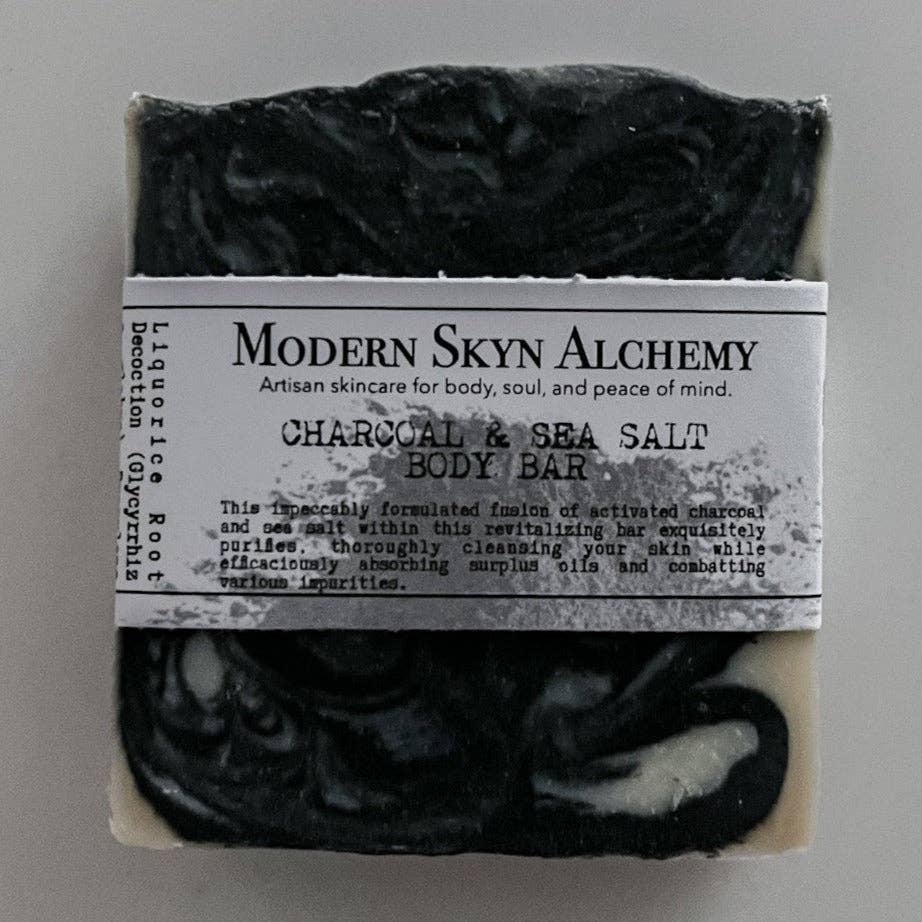 MODERN SKYN ALCHEMY
Artisan skincare for body, soul, and peace of mind.
CHARCOAL & SEA SALT
BODY BAR
This impeccably formulated fusion of activated charcoal
and sea salt within this revitalizing bar exquisitely
purifies, thoroughly cleansing your skin while
efficaciously absorbing surplus oils and combatting
various impurities.
Liquorice Root
Decoction (Glycyrrhiz